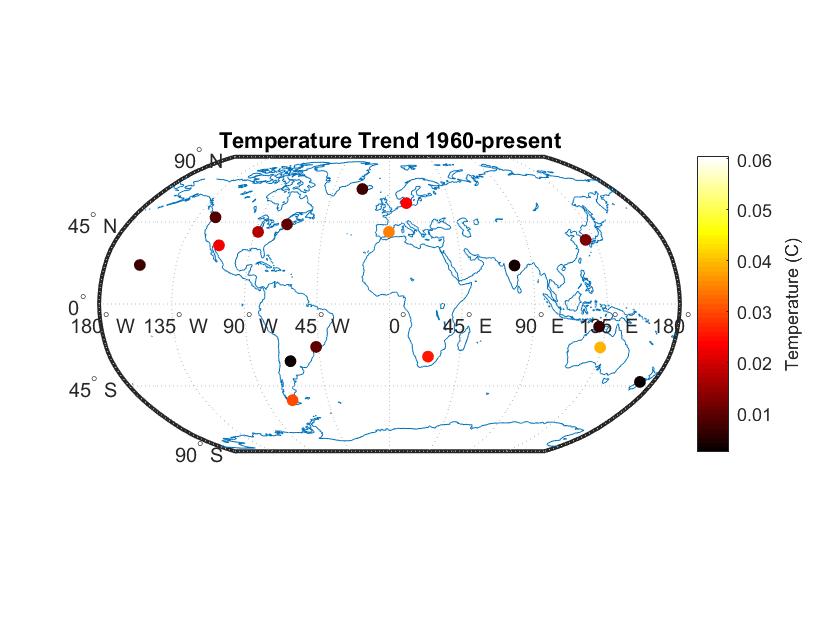 Temperature Trend 1960-present
90° N
45° N
0°
180° W 135° W 90° W 45° W 0° 45° E 90° E 135° E 180°
45° S
90° S
0.06
0.05
0.04
0.03
0.02
0.01
Temperature (C)